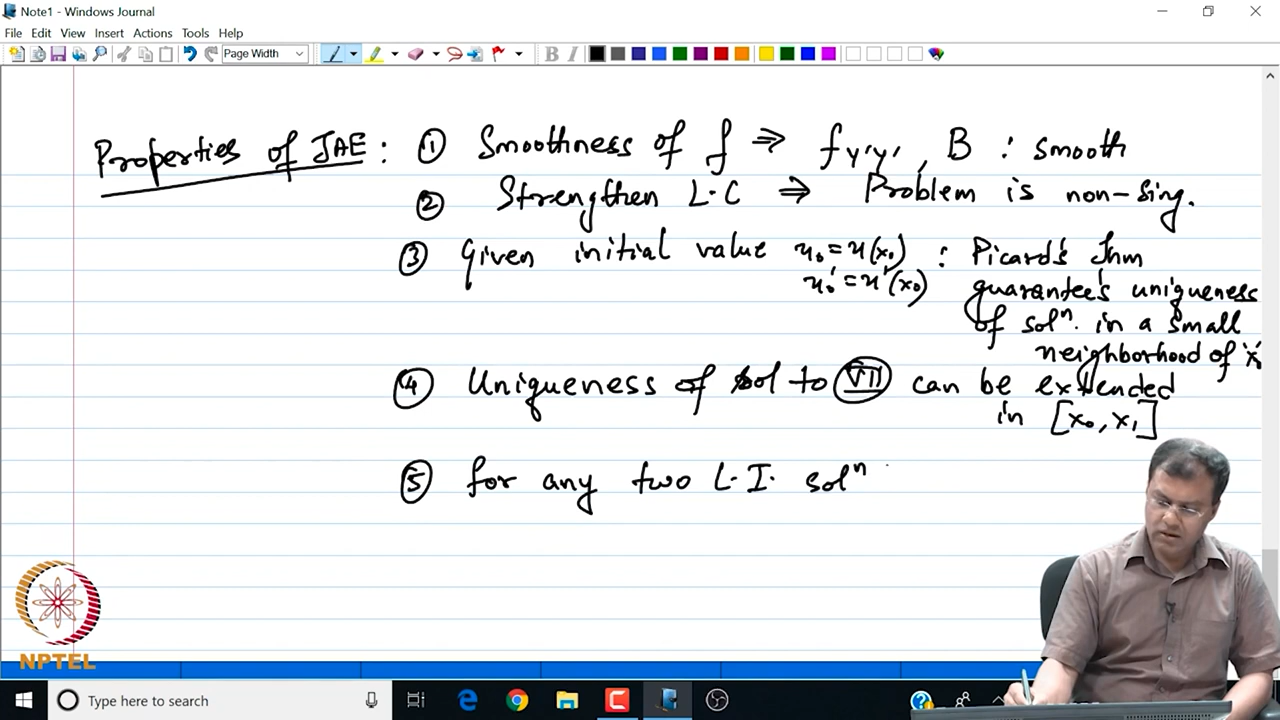 Note1 - Windows Journal
File Edit View Insert Actions Tools Help
Page Width
B I
Properties of JAE : ① Smoothness of f ⇒ fy'y' , B : smooth
② Strengthen L.C ⇒ Problem is non-sing.
③ Given initial value u₀ = u(x₀) : Picard's Thm
u₀' = u'(x₀) guarantee's uniqueness
of solⁿ. in a small
neighborhood of 'x₀
④ Uniqueness of sol to VII can be extended
in [x₀, x₁]
⑤ for any two L.I. solⁿ
NPTEL
Type here to search